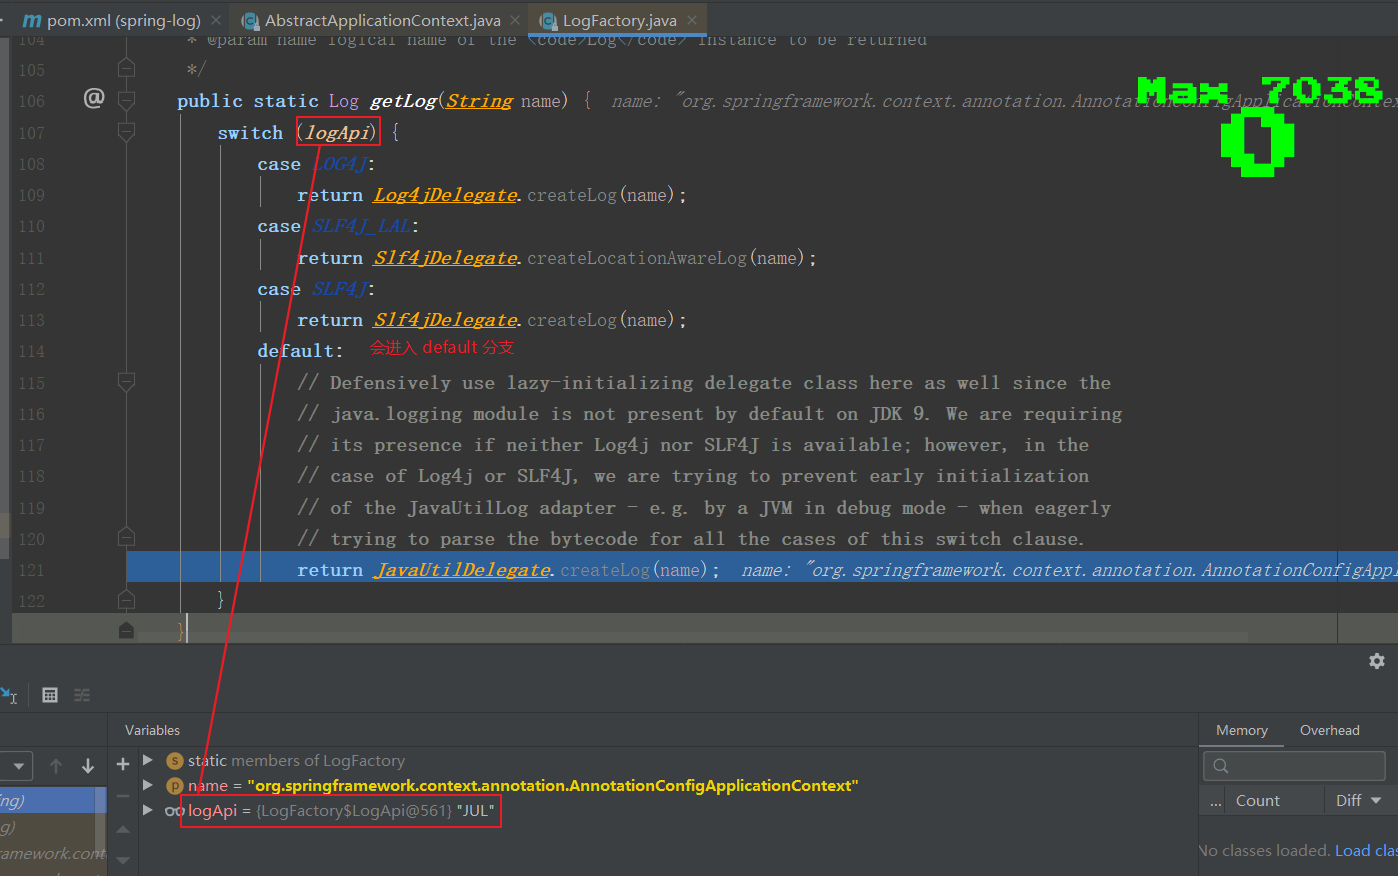 pom.xml (spring-log)
AbstractApplicationContext.java
LogFactory.java
104 * @param name logical name of the <code>Log</code> instance to be returned
105 */
106 @ public static Log getLog(String name) { name: "org.springframework.context.annotation.AnnotationConfigApplicationContex
Max 7038
0
107 switch (logApi) {
108 case LOG4J:
109 return Log4jDelegate.createLog(name);
110 case SLF4J_LAL:
111 return Slf4jDelegate.createLocationAwareLog(name);
112 case SLF4J:
113 return Slf4jDelegate.createLog(name);
114 default: 会进入 default 分支
115 // Defensively use lazy-initializing delegate class here as well since the
116 // java.logging module is not present by default on JDK 9. We are requiring
117 // its presence if neither Log4j nor SLF4J is available; however, in the
118 // case of Log4j or SLF4J, we are trying to prevent early initialization
119 // of the JavaUtilLog adapter - e.g. by a JVM in debug mode - when eagerly
120 // trying to parse the bytecode for all the cases of this switch clause.
121 return JavaUtilDelegate.createLog(name); name: "org.springframework.context.annotation.AnnotationConfigAppl
122 }
}
Variables
Memory
Overhead
static members of LogFactory
name = "org.springframework.context.annotation.AnnotationConfigApplicationContext"
logApi = {LogFactory$LogApi@561} "JUL"
... Count Diff
No classes loaded. Load clas
ng)
g)
ramework.cont